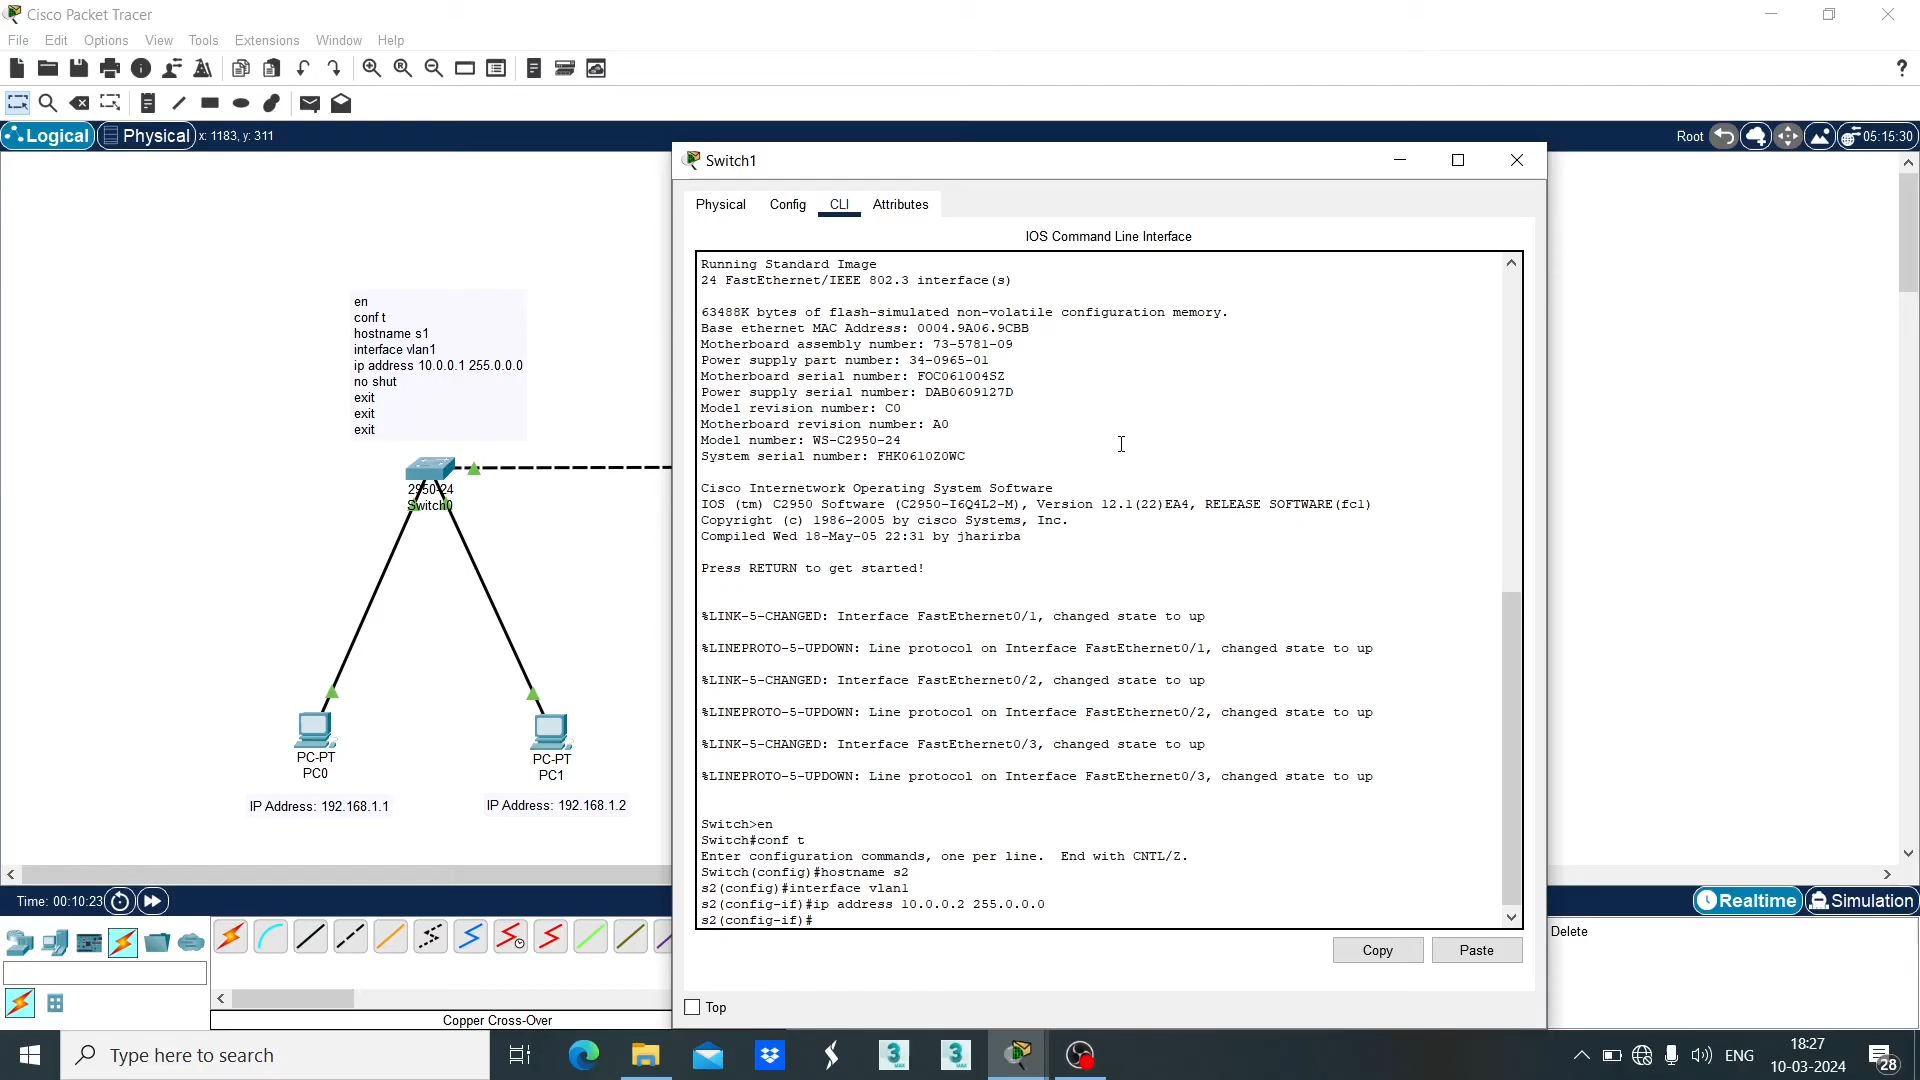 Cisco Packet Tracer
File Edit Options View Tools Extensions Window Help
?
Logical Physical x: 1183, y: 311
Root 05:15:30
en
conf t
hostname s1
interface vlan1
ip address 10.0.0.1 255.0.0.0
no shut
exit
exit
exit
2950-24
Switch0
PC-PT
PC0
PC-PT
PC1
IP Address: 192.168.1.1
IP Address: 192.168.1.2
Switch1
Physical Config CLI Attributes
IOS Command Line Interface
Running Standard Image
24 FastEthernet/IEEE 802.3 interface(s)
63488K bytes of flash-simulated non-volatile configuration memory.
Base ethernet MAC Address: 0004.9A06.9CBB
Motherboard assembly number: 73-5781-09
Power supply part number: 34-0965-01
Motherboard serial number: FOC061004SZ
Power supply serial number: DAB0609127D
Model revision number: C0
Motherboard revision number: A0
Model number: WS-C2950-24
System serial number: FHK0610Z0WC
Cisco Internetwork Operating System Software
IOS (tm) C2950 Software (C2950-I6Q4L2-M), Version 12.1(22)EA4, RELEASE SOFTWARE(fc1)
Copyright (c) 1986-2005 by cisco Systems, Inc.
Compiled Wed 18-May-05 22:31 by jharirba
Press RETURN to get started!
%LINK-5-CHANGED: Interface FastEthernet0/1, changed state to up
%LINEPROTO-5-UPDOWN: Line protocol on Interface FastEthernet0/1, changed state to up
%LINK-5-CHANGED: Interface FastEthernet0/2, changed state to up
%LINEPROTO-5-UPDOWN: Line protocol on Interface FastEthernet0/2, changed state to up
%LINK-5-CHANGED: Interface FastEthernet0/3, changed state to up
%LINEPROTO-5-UPDOWN: Line protocol on Interface FastEthernet0/3, changed state to up
Switch>en
Switch#conf t
Enter configuration commands, one per line. End with CNTL/Z.
Switch(config)#hostname s2
s2(config)#interface vlan1
s2(config-if)#ip address 10.0.0.2 255.0.0.0
s2(config-if)#
Copy Paste
Top
Time: 00:10:23
Realtime Simulation
Delete
Copper Cross-Over
Type here to search
3
MAX
3
MAX
ENG
18:27
10-03-2024
28